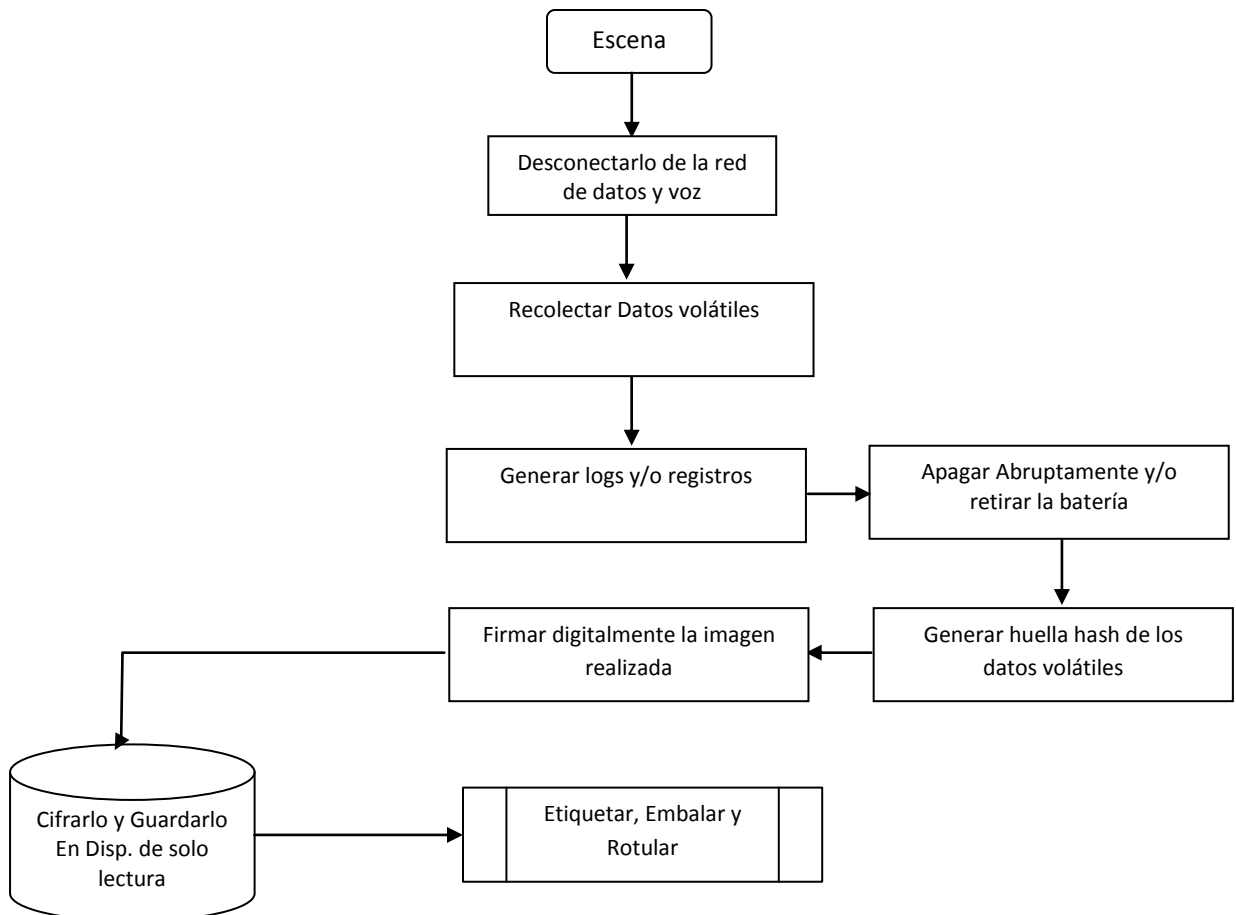 Escena
Desconectarlo de la red
de datos y voz
Recolectar Datos volátiles
Generar logs y/o registros
Apagar Abruptamente y/o
retirar la batería
Generar huella hash de los
datos volátiles
Firmar digitalmente la imagen
realizada
Cifrarlo y Guardarlo
En Disp. de solo
lectura
Etiquetar, Embalar y
Rotular